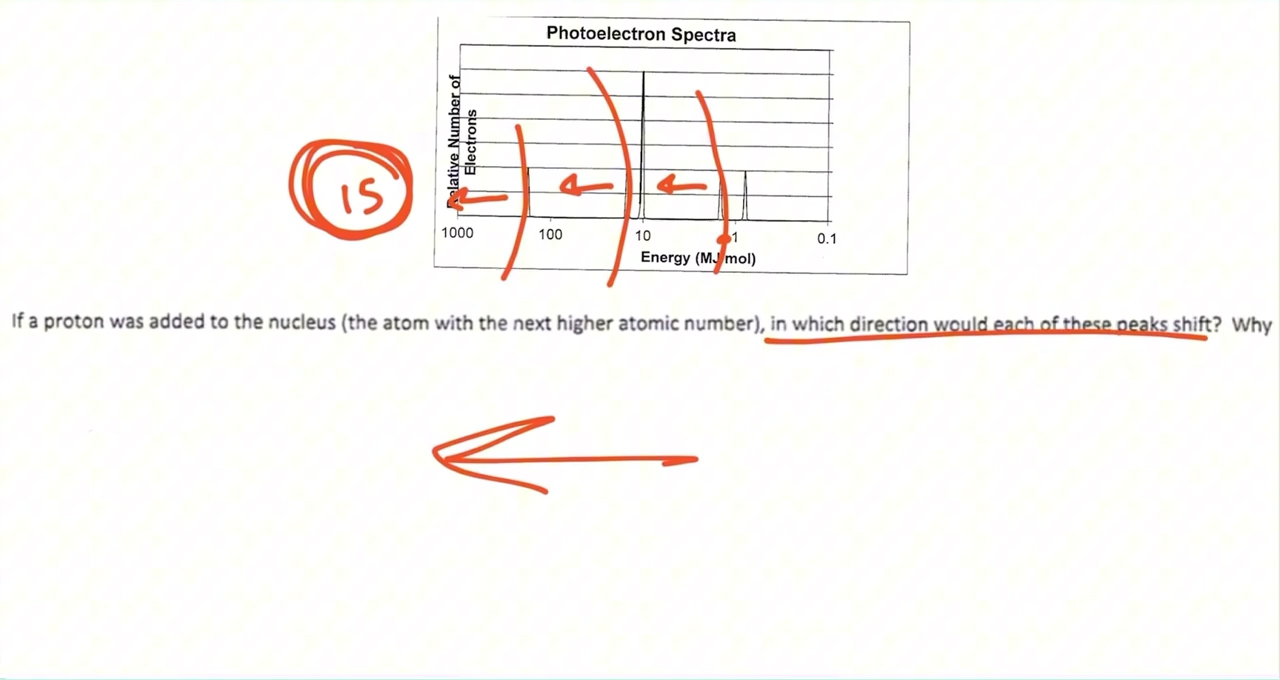 Photoelectron Spectra
Relative Number of
Electrons
15
1000 100 10 1 0.1
Energy (MJ/mol)
If a proton was added to the nucleus (the atom with the next higher atomic number), in which direction would each of these peaks shift? Why